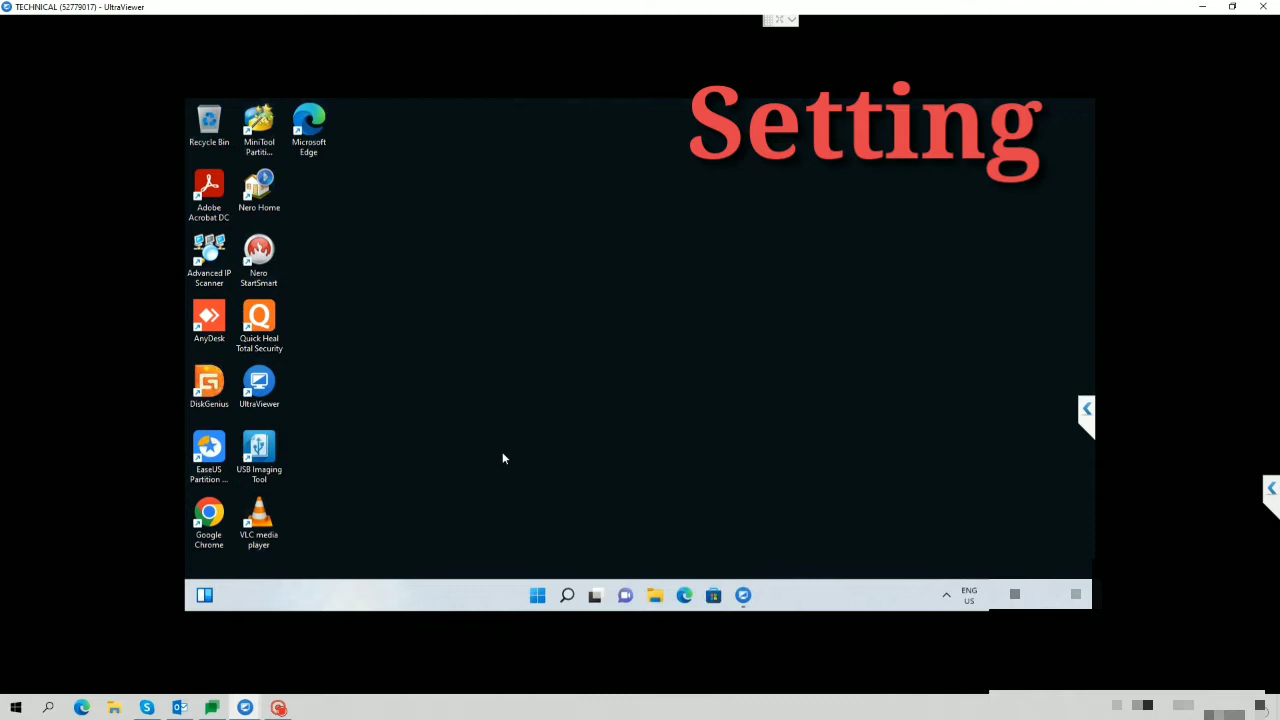 TECHNICAL (52779017) - UltraViewer
Setting
Recycle Bin
MiniTool
Partiti...
Microsoft
Edge
Adobe
Acrobat DC
Nero Home
Advanced IP
Scanner
Nero
StartSmart
AnyDesk
Quick Heal
Total Security
DiskGenius
UltraViewer
EaseUS
Partition ...
USB Imaging
Tool
Google
Chrome
VLC media
player
ENG
US